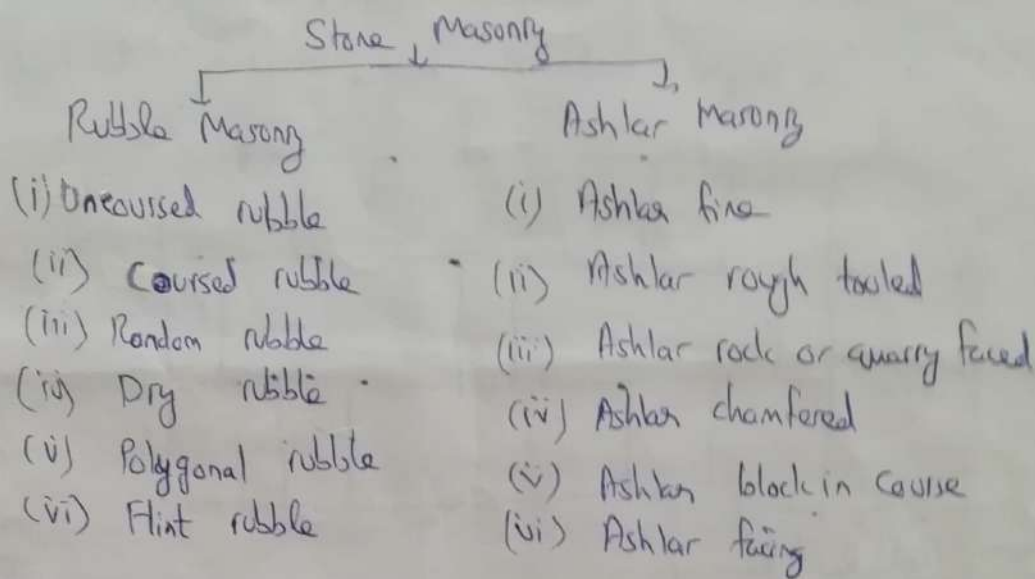 Stone Masonry
Rubble Masonry
Ashlar Masonry
(i) Uncoursed rubble
(ii) Coursed rubble
(iii) Random rubble
(iv) Dry rubble
(v) Polygonal rubble
(vi) Flint rubble
(i) Ashlar fine
(ii) Ashlar rough tooled
(iii) Ashlar rock or quarry faced
(iv) Ashlar chamfered
(v) Ashlar block in course
(vi) Ashlar facing